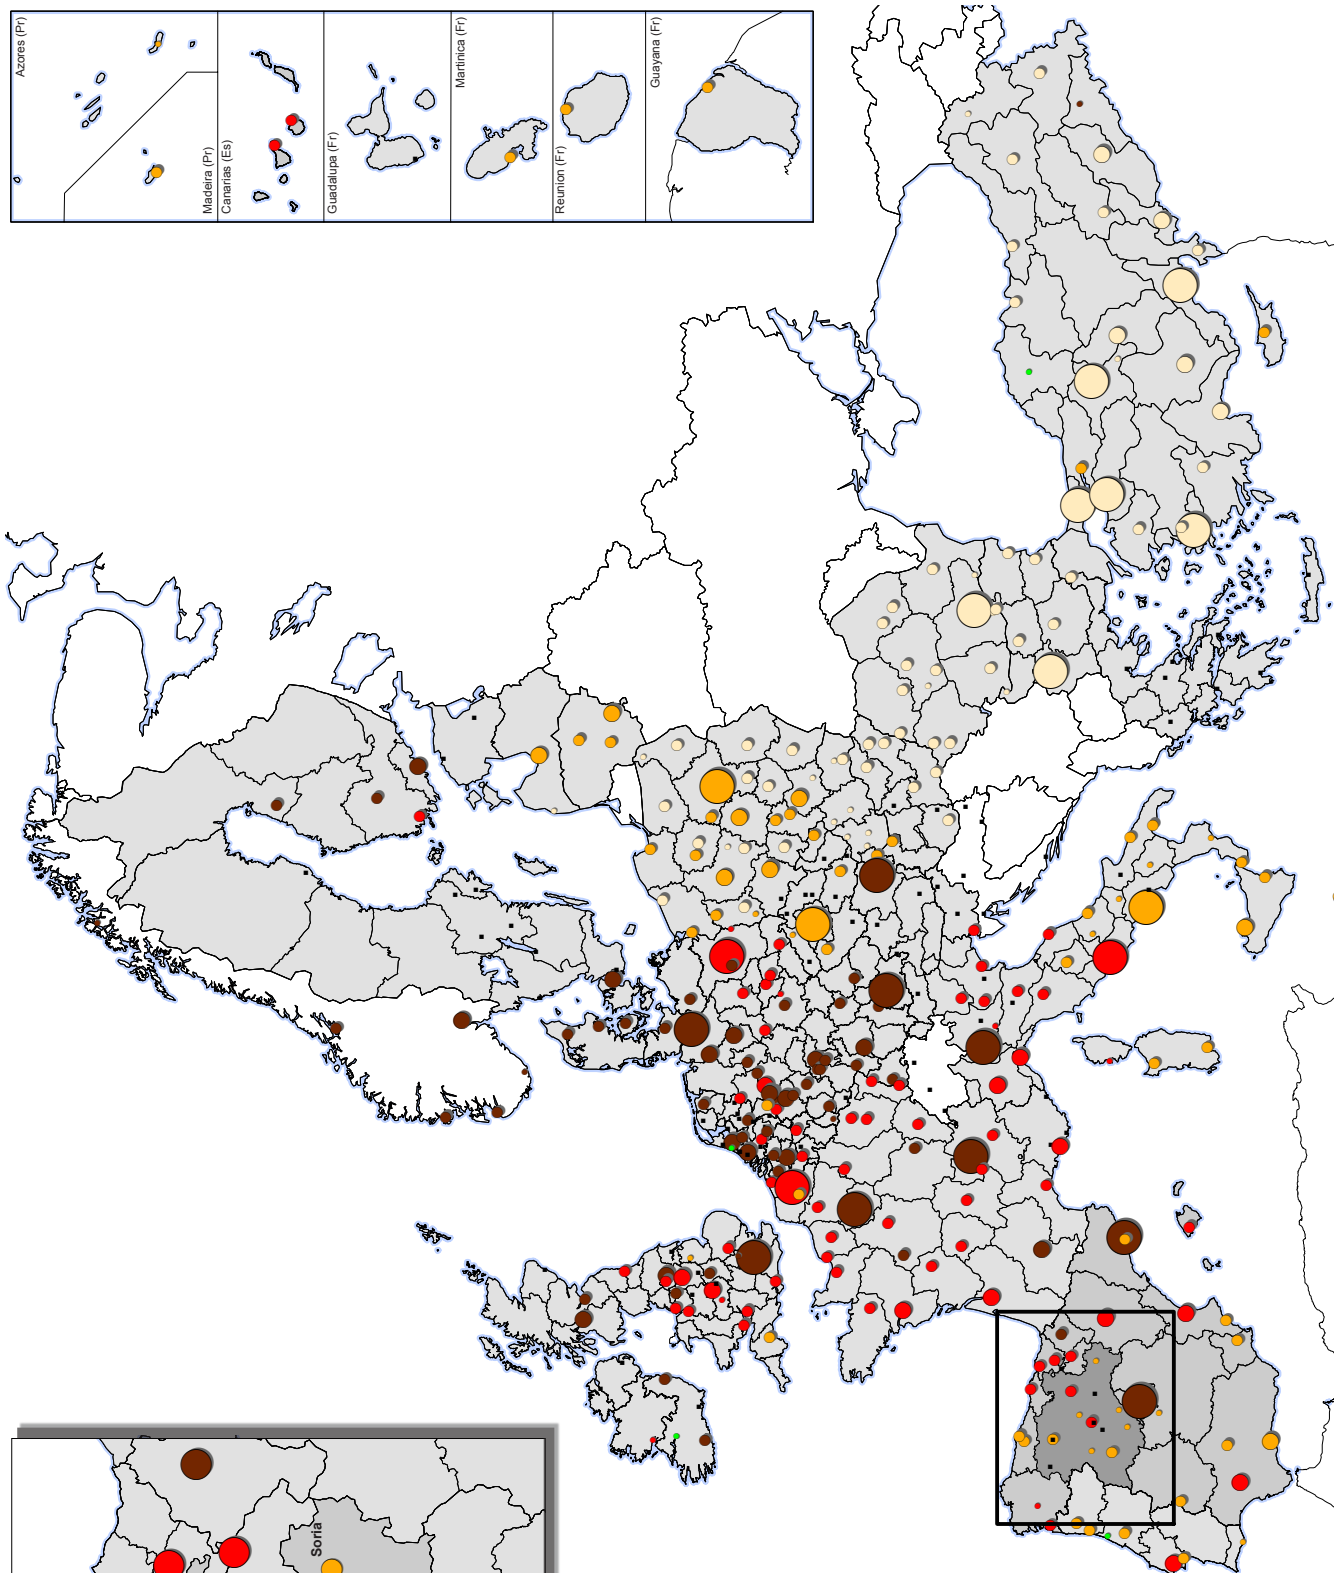 Azores (Pr)
Madeira (Pr)
Canarias (Es)
Guadalupa (Fr)
Martinica (Fr)
Reunion (Fr)
Guayana (Fr)
Soria